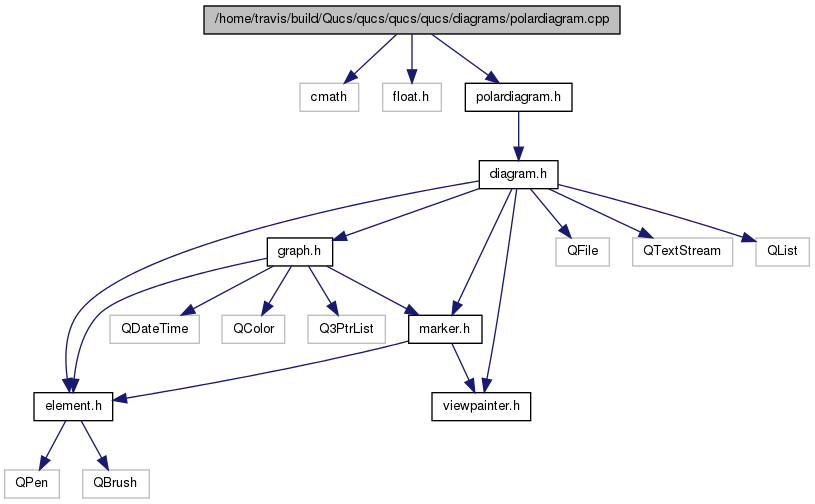 /home/travis/build/Qucs/qucs/qucs/qucs/diagrams/polardiagram.cpp
cmath
float.h
polardiagram.h
diagram.h
graph.h
QFile
QTextStream
QList
QDateTime
QColor
Q3PtrList
marker.h
element.h
viewpainter.h
QPen
QBrush